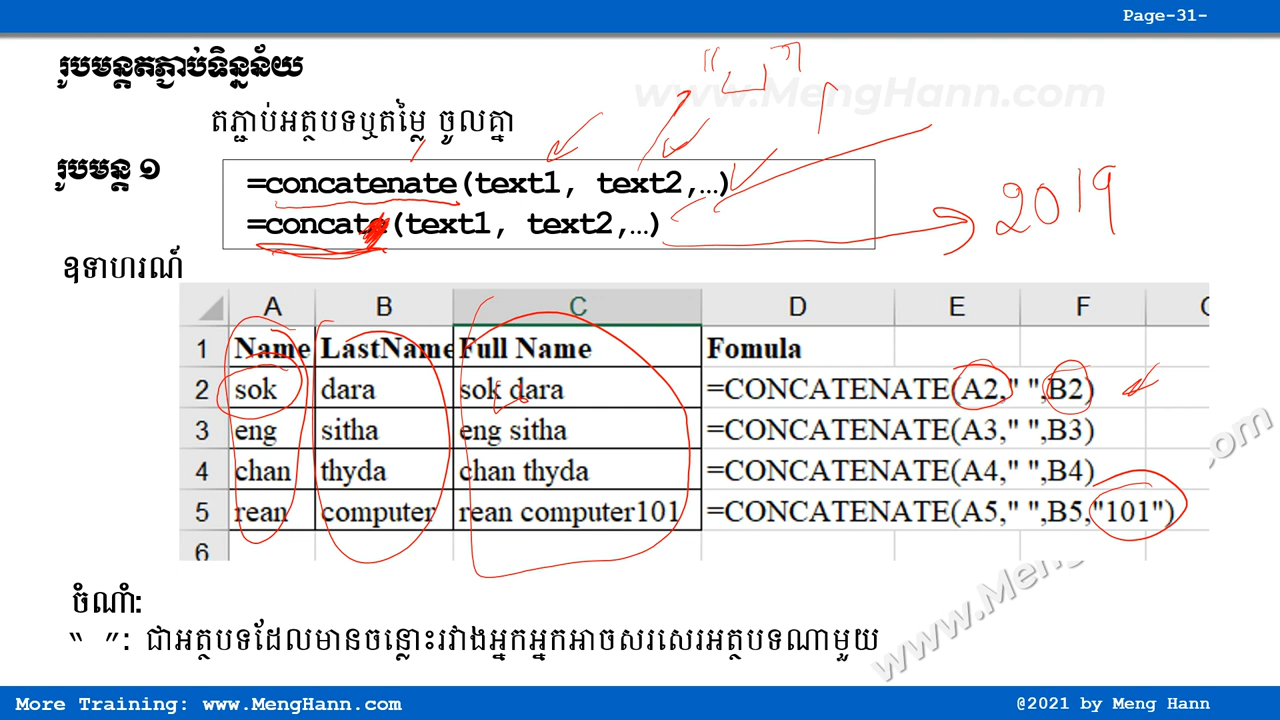 Page-31-
រូបមន្តតភ្ជាប់ទិន្នន័យ
" "
www.MengHann.com
តភ្ជាប់អត្ថបទឬតម្លៃ ចូលគ្នា
រូបមន្ត ១
=concatenate(text1, text2,…)
=concate(text1, text2,…)
2019
ឧទាហរណ៍
A B C D E F
1 Name LastName Full Name Fomula
2 sok dara sok dara =CONCATENATE(A2," ",B2)
3 eng sitha eng sitha =CONCATENATE(A3," ",B3)
4 chan thyda chan thyda =CONCATENATE(A4," ",B4)
5 rean computer rean computer101 =CONCATENATE(A5," ",B5,"101")
6
ចំណាំ:
" ": ជាអត្ថបទដែលមានចន្លោះរវាងអ្នកអ្នកអាចសរសេរអត្ថបទណាមួយ
More Training: www.MengHann.com
@2021 by Meng Hann